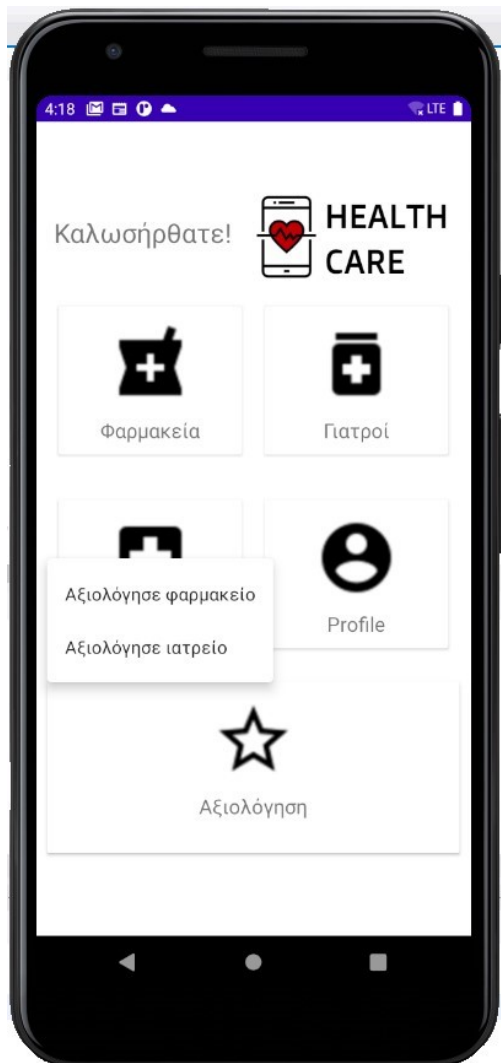 4:18
LTE
Καλωσήρθατε!
HEALTH
CARE
Φαρμακεία
Γιατροί
Αξιολόγησε φαρμακείο
Αξιολόγησε ιατρείο
Profile
Αξιολόγηση